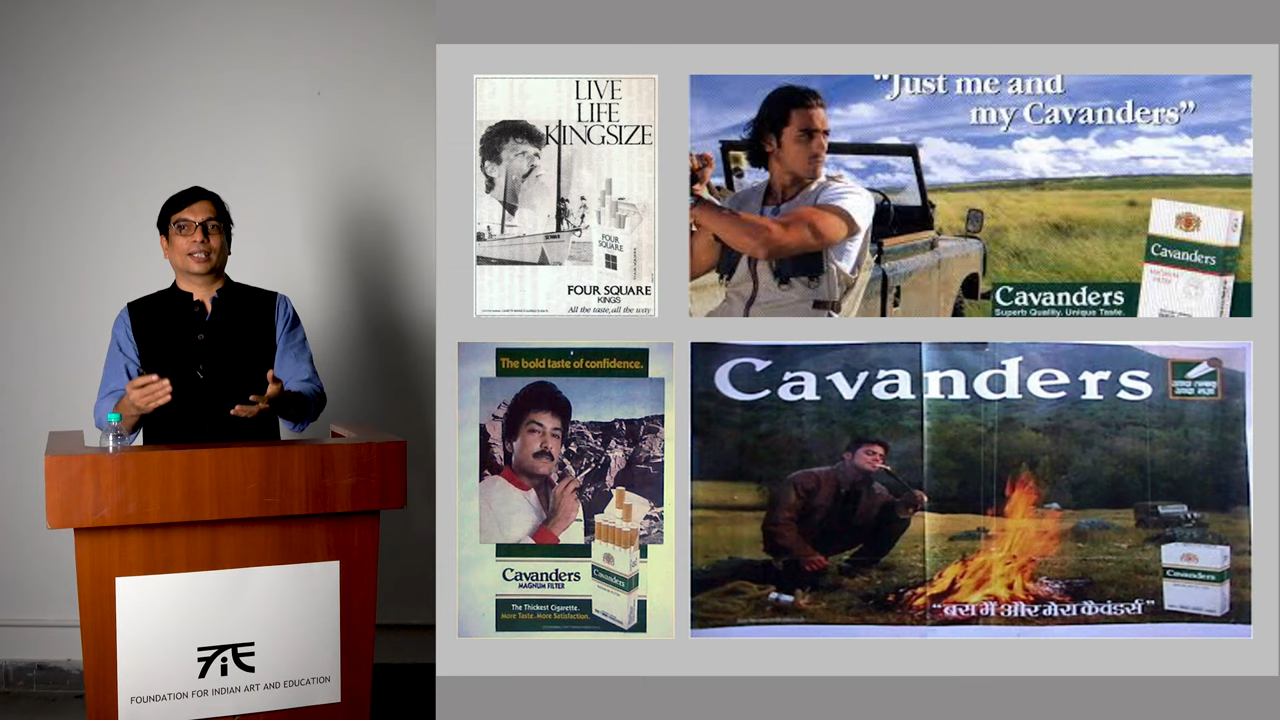 FiE
FOUNDATION FOR INDIAN ART AND EDUCATION
LIVE
LIFE
KINGSIZE
FOUR
SQUARE
FOUR SQUARE
KINGS
All the taste, all the way
"Just me and
my Cavanders"
Cavanders
Cavanders
Superb Quality. Unique Taste.
The bold taste of confidence.
Cavanders
Cavanders
MAGNUM FILTER
The Thickest Cigarette.
More Taste. More Satisfaction.
Cavanders
Cavanders
"बस मैं और मेरा कैवंडर्स"